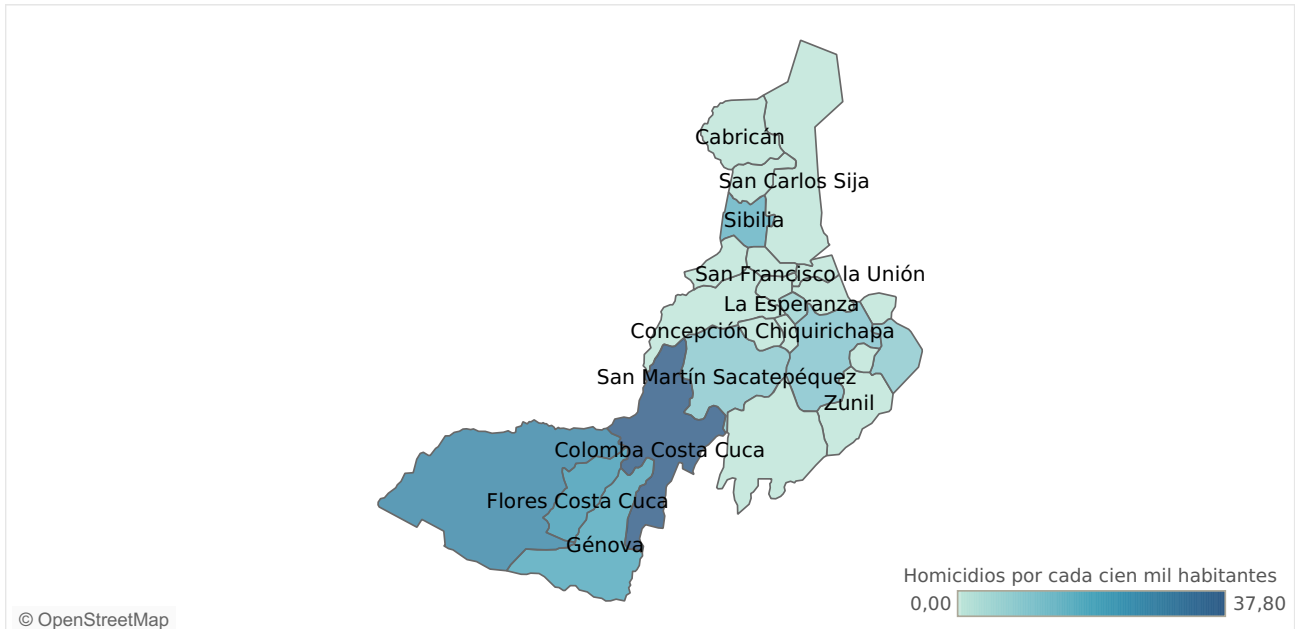 Cabricán
San Carlos Sija
Sibilia
San Francisco la Unión
La Esperanza
Concepción Chiquirichapa
San Martín Sacatepéquez
Zunil
Colomba Costa Cuca
Flores Costa Cuca
Génova
Homicidios por cada cien mil habitantes
0,00 37,80
© OpenStreetMap